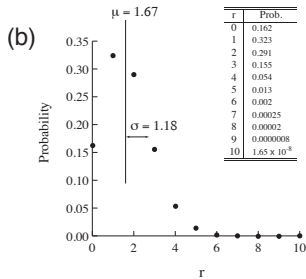 μ = 1.67
(b)
Probability
0.35
0.30
0.25
0.20
0.15
0.10
0.05
0.00
σ = 1.18
0 2 4 6 8 10
r
r Prob.
0 0.162
1 0.323
2 0.291
3 0.155
4 0.054
5 0.013
6 0.002
7 0.00025
8 0.00002
9 0.0000008
10 1.65 x 10⁻⁸